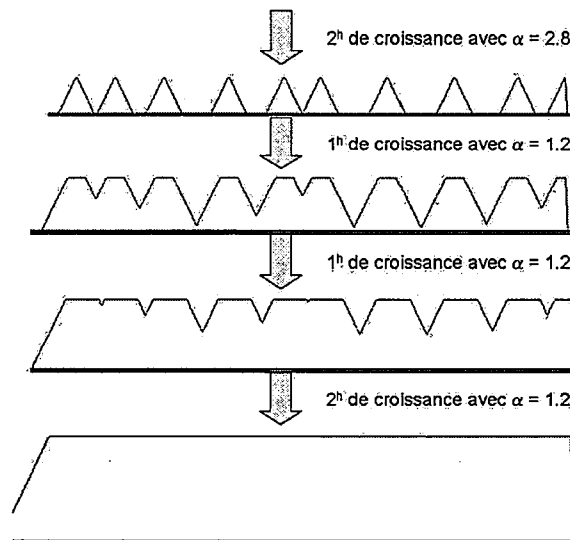 2ʰ de croissance avec α = 2.8
1ʰ de croissance avec α = 1.2
1ʰ de croissance avec α = 1.2
2ʰ de croissance avec α = 1.2